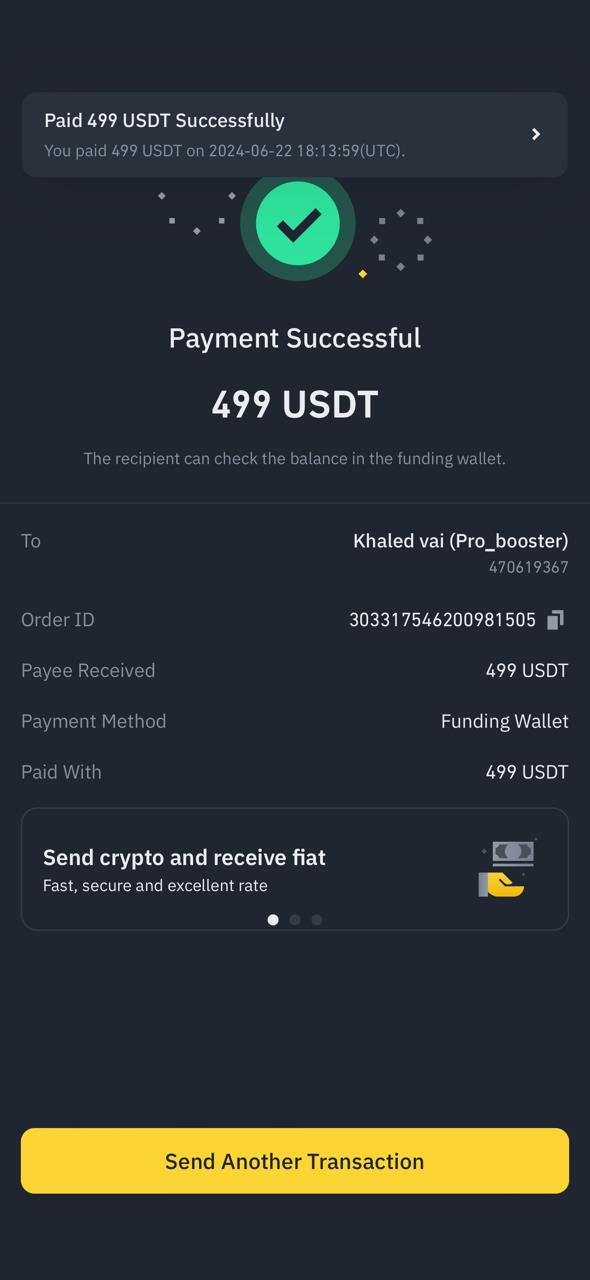 Paid 499 USDT Successfully
You paid 499 USDT on 2024-06-22 18:13:59(UTC).
Payment Successful
499 USDT
The recipient can check the balance in the funding wallet.
To Khaled vai (Pro_booster)
470619367
Order ID 303317546200981505
Payee Received 499 USDT
Payment Method Funding Wallet
Paid With 499 USDT
Send crypto and receive fiat
Fast, secure and excellent rate
Send Another Transaction